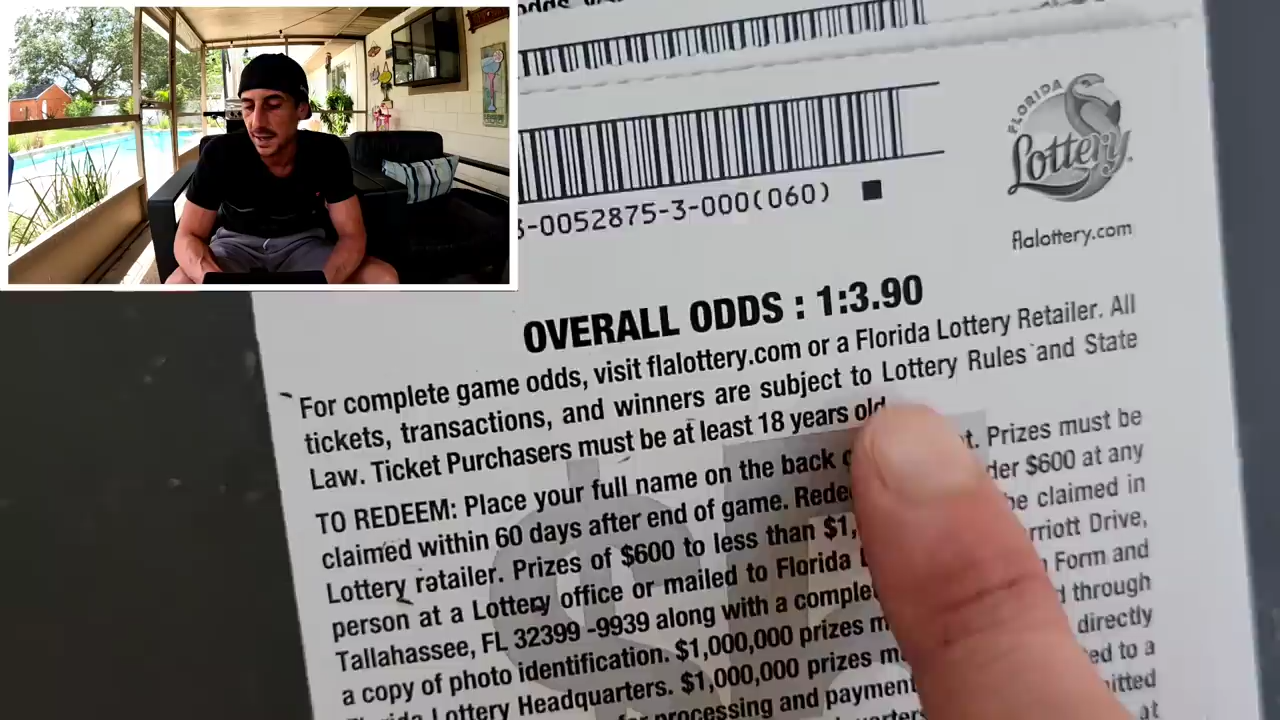 -0052875-3-000(060)
FLORIDA
Lottery
flalottery.com
OVERALL ODDS : 1:3.90
For complete game odds, visit flalottery.com or a Florida Lottery Retailer. All
tickets, transactions, and winners are subject to Lottery Rules and State
Law. Ticket Purchasers must be at least 18 years old
TO REDEEM: Place your full name on the back Prizes must be
claimed within 60 days after end of game. $600 at any
Lottery retailer. Prizes of $600 to less than $1, be claimed in
person at a Lottery office or mailed to Florida Drive,
Tallahassee, FL 32399 -9939 along with a Form and
a copy of photo identification. $1,000,000 prizes through
Lottery Headquarters. $1,000,000 prizes directly
processing and payment to a